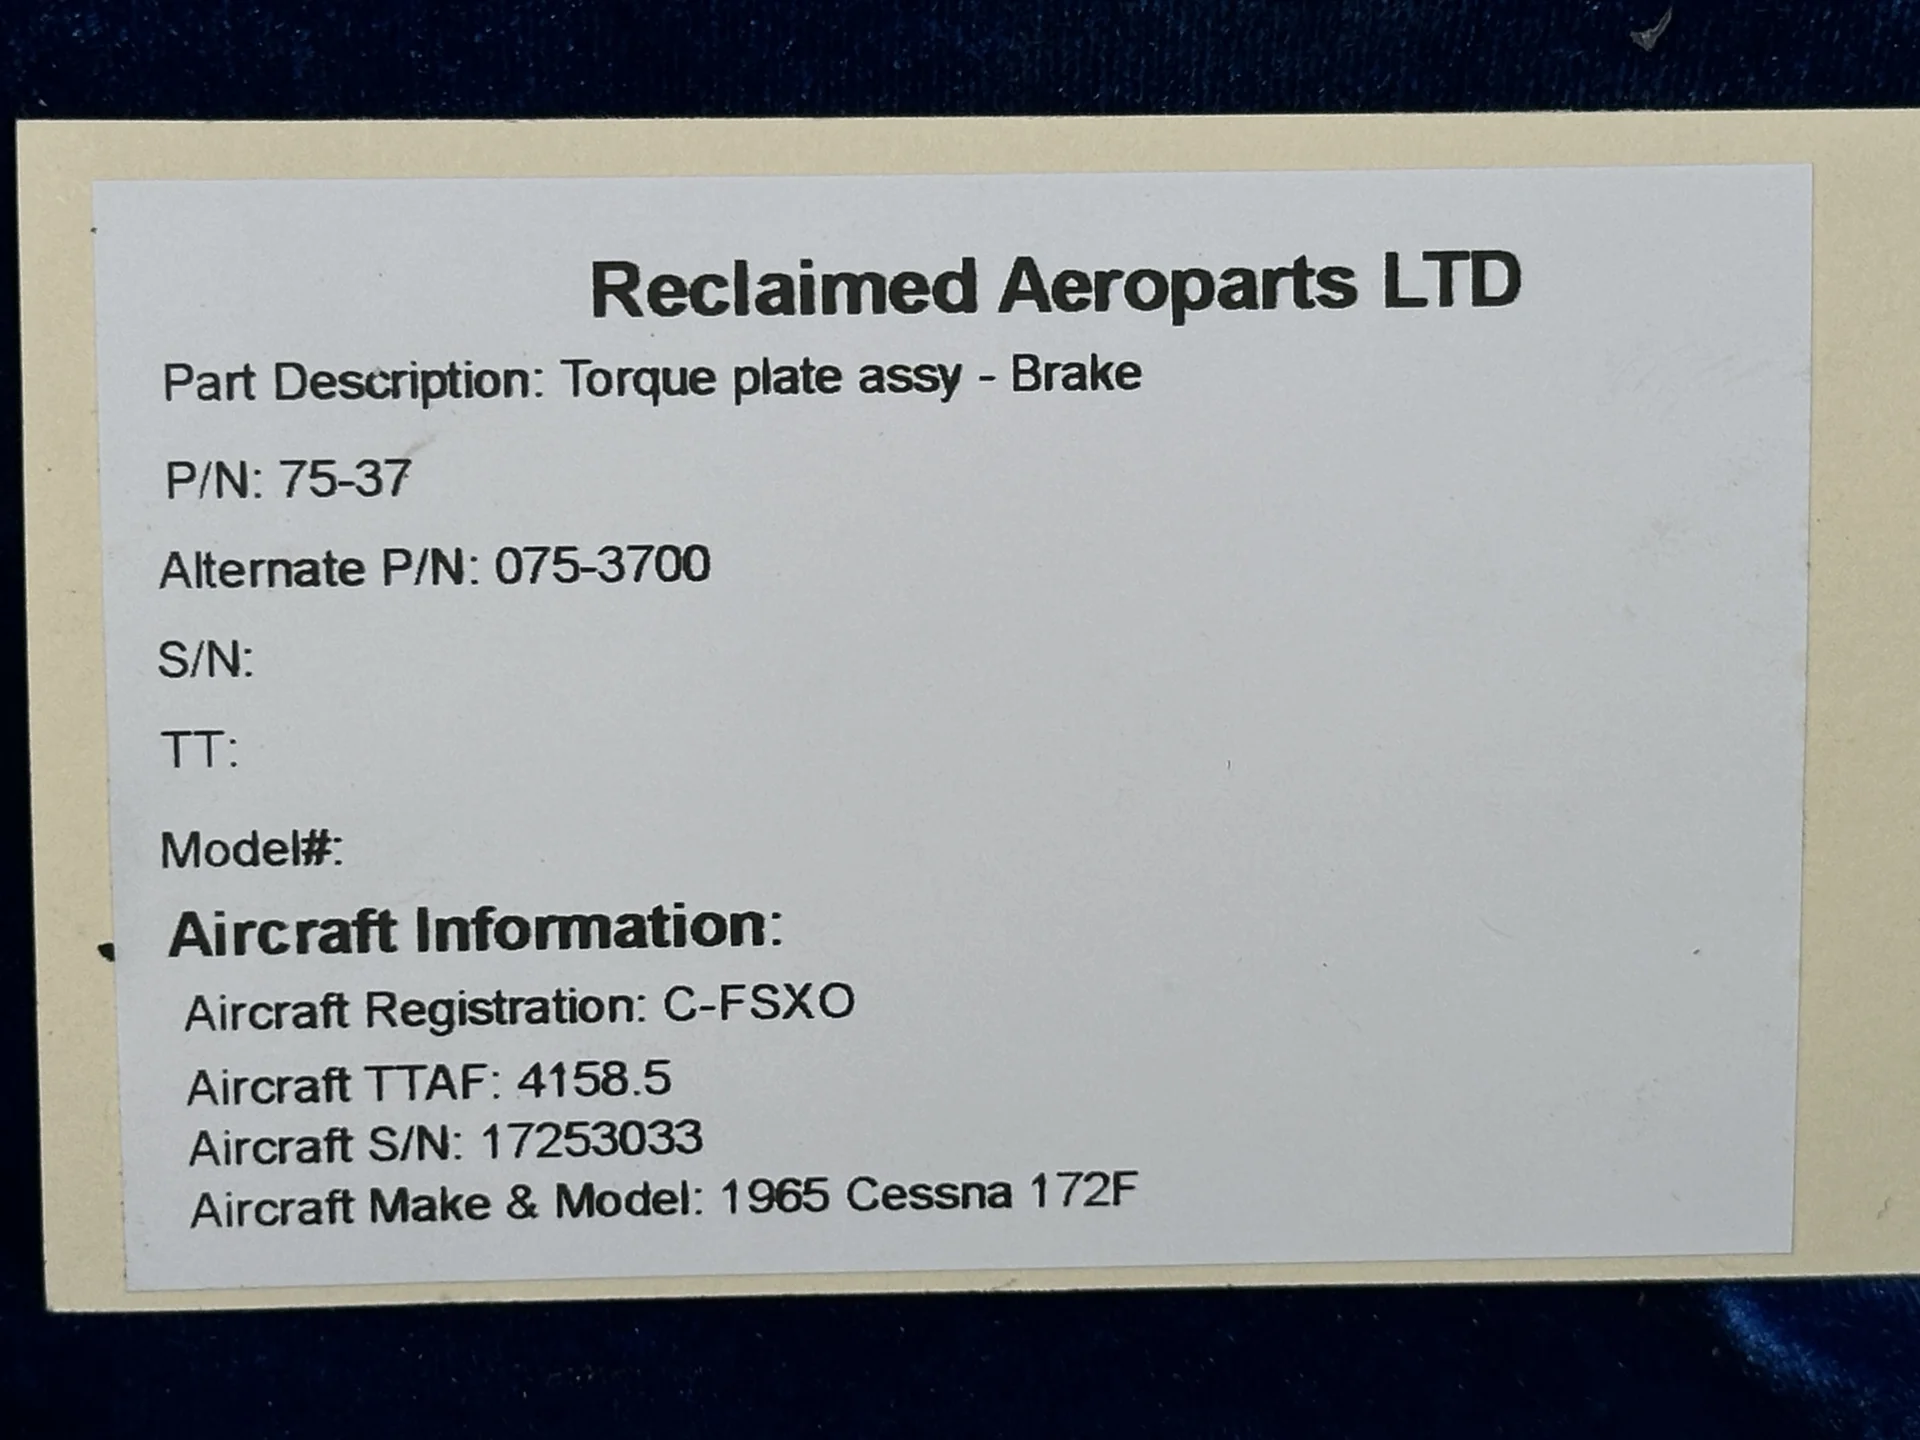 Reclaimed Aeroparts LTD
Part Description: Torque plate assy - Brake
P/N: 75-37
Alternate P/N: 075-3700
S/N:
TT:
Model#:
Aircraft Information:
Aircraft Registration: C-FSXO
Aircraft TTAF: 4158.5
Aircraft S/N: 17253033
Aircraft Make & Model: 1965 Cessna 172F